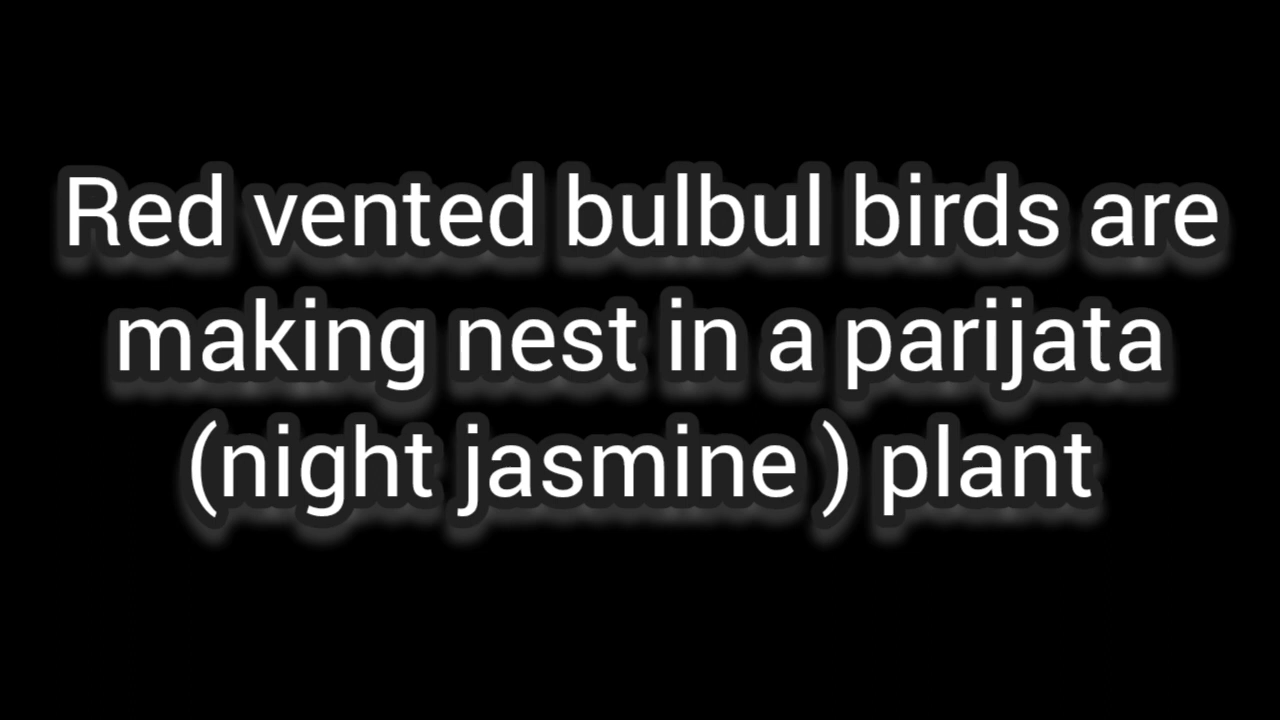 Red vented bulbul birds are
making nest in a parijata
(night jasmine ) plant